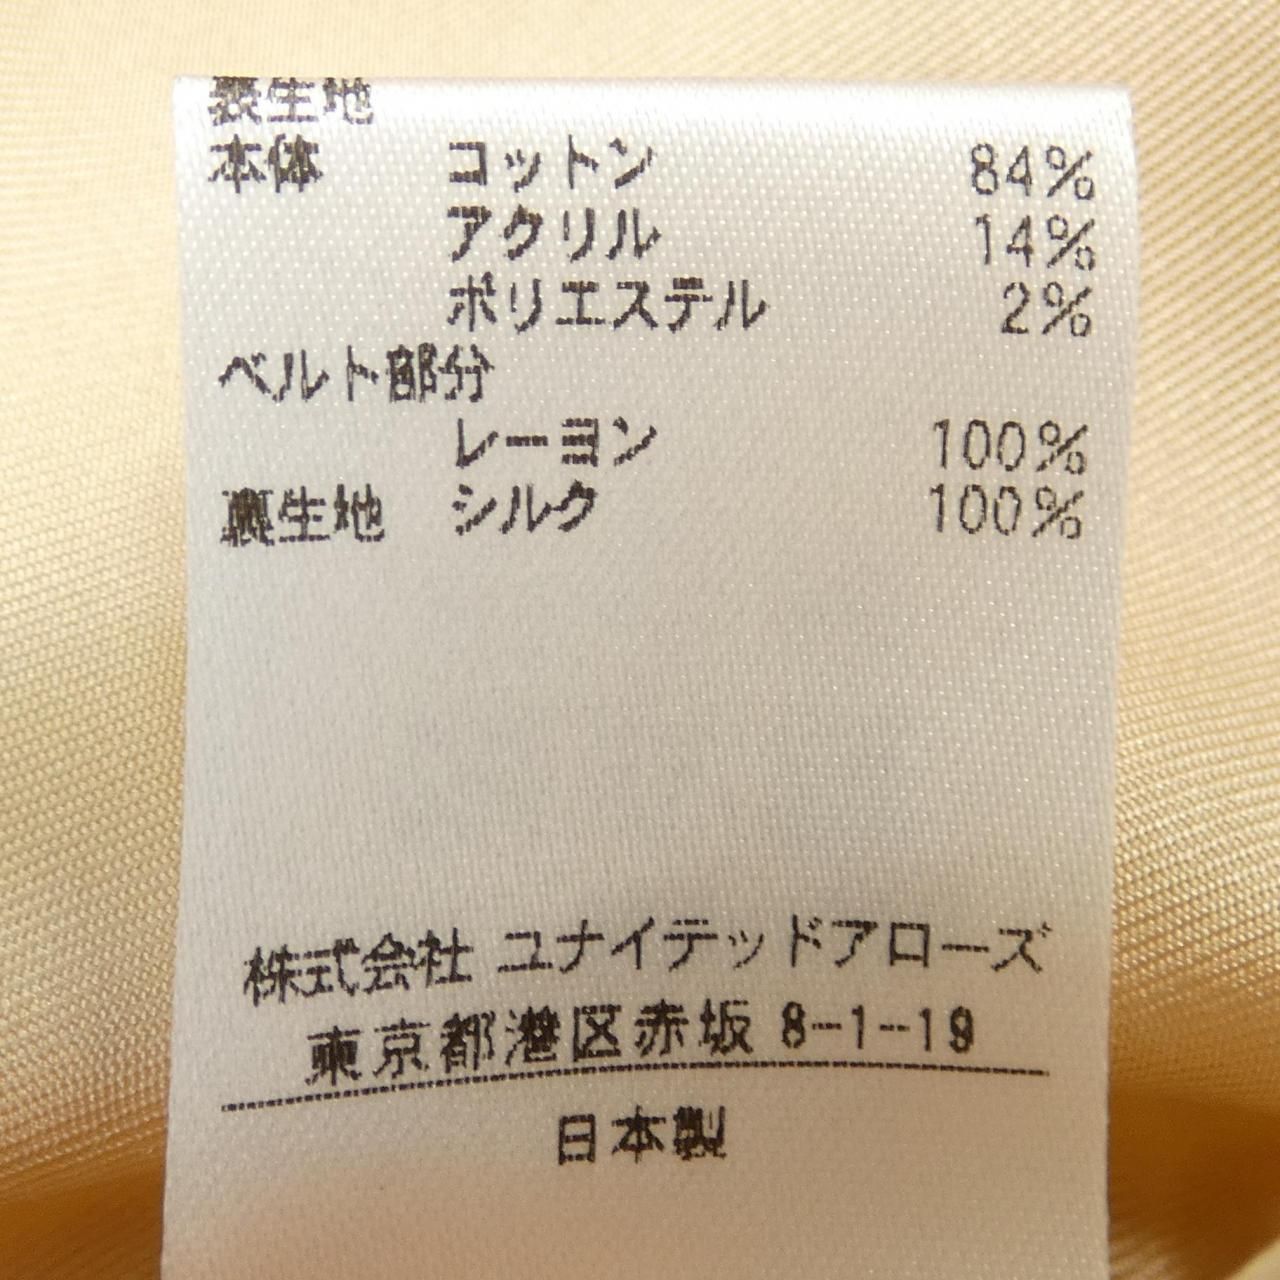 表生地
本体 コットン 84%
アクリル 14%
ポリエステル 2%
ベルト部分
レーヨン 100%
裏生地 シルク 100%
株式会社 ユナイテッドアローズ
東京都港区赤坂 8-1-19
日本製